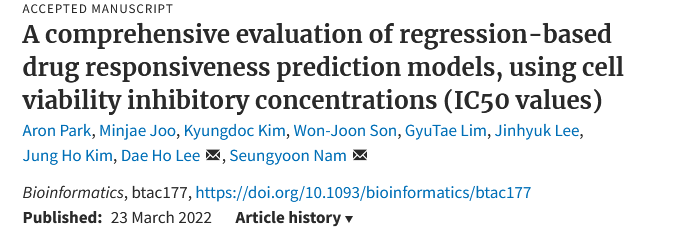 ACCEPTED MANUSCRIPT
A comprehensive evaluation of regression-based
drug responsiveness prediction models, using cell
viability inhibitory concentrations (IC50 values)
Aron Park, Minjae Joo, Kyungdoc Kim, Won-Joon Son, GyuTae Lim, Jinhyuk Lee,
Jung Ho Kim, Dae Ho Lee, Seungyoon Nam
Bioinformatics, btac177, https://doi.org/10.1093/bioinformatics/btac177
Published: 23 March 2022 Article history